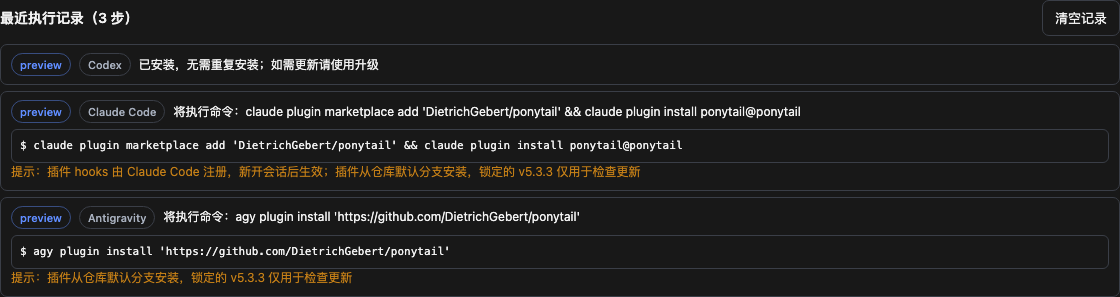 最近执行记录（3 步）
清空记录
preview Codex 已安装，无需重复安装；如需更新请使用升级
preview Claude Code 将执行命令：claude plugin marketplace add 'DietrichGebert/ponytail' && claude plugin install ponytail@ponytail
$ claude plugin marketplace add 'DietrichGebert/ponytail' && claude plugin install ponytail@ponytail
提示：插件 hooks 由 Claude Code 注册，新开会话后生效；插件从仓库默认分支安装，锁定的 v5.3.3 仅用于检查更新
preview Antigravity 将执行命令：agy plugin install 'https://github.com/DietrichGebert/ponytail'
$ agy plugin install 'https://github.com/DietrichGebert/ponytail'
提示：插件从仓库默认分支安装，锁定的 v5.3.3 仅用于检查更新